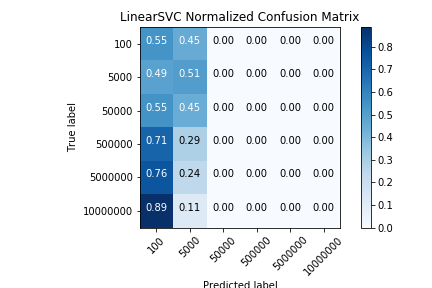 LinearSVC Normalized Confusion Matrix
True label
100 0.55 0.45 0.00 0.00 0.00 0.00
5000 0.49 0.51 0.00 0.00 0.00 0.00
50000 0.55 0.45 0.00 0.00 0.00 0.00
500000 0.71 0.29 0.00 0.00 0.00 0.00
5000000 0.76 0.24 0.00 0.00 0.00 0.00
10000000 0.89 0.11 0.00 0.00 0.00 0.00
100 5000 50000 500000 5000000 10000000
Predicted label
0.8
0.7
0.6
0.5
0.4
0.3
0.2
0.1
0.0